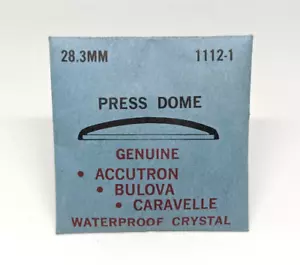 28.3MM 1112-1
PRESS DOME
GENUINE
• ACCUTRON
• BULOVA
• CARAVELLE
WATERPROOF CRYSTAL